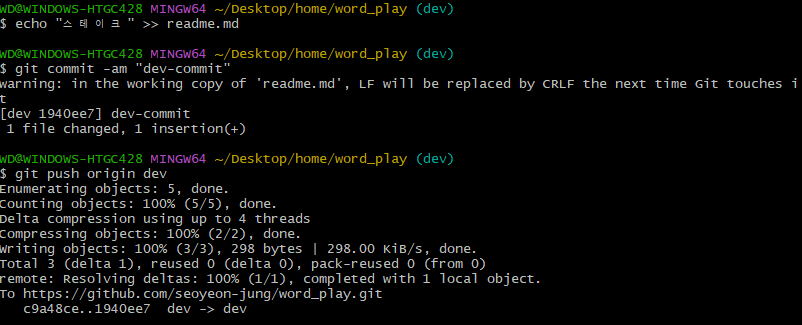 WD@WINDOWS-HTGC428 MINGW64 ~/Desktop/home/word_play (dev)
$ echo "스테이크" >> readme.md
WD@WINDOWS-HTGC428 MINGW64 ~/Desktop/home/word_play (dev)
$ git commit -am "dev-commit"
warning: in the working copy of 'readme.md', LF will be replaced by CRLF the next time Git touches i
t
[dev 1940ee7] dev-commit
 1 file changed, 1 insertion(+)
WD@WINDOWS-HTGC428 MINGW64 ~/Desktop/home/word_play (dev)
$ git push origin dev
Enumerating objects: 5, done.
Counting objects: 100% (5/5), done.
Delta compression using up to 4 threads
Compressing objects: 100% (2/2), done.
Writing objects: 100% (3/3), 298 bytes | 298.00 KiB/s, done.
Total 3 (delta 1), reused 0 (delta 0), pack-reused 0 (from 0)
remote: Resolving deltas: 100% (1/1), completed with 1 local object.
To https://github.com/seoyeon-jung/word_play.git
   c9a48ce..1940ee7  dev -> dev